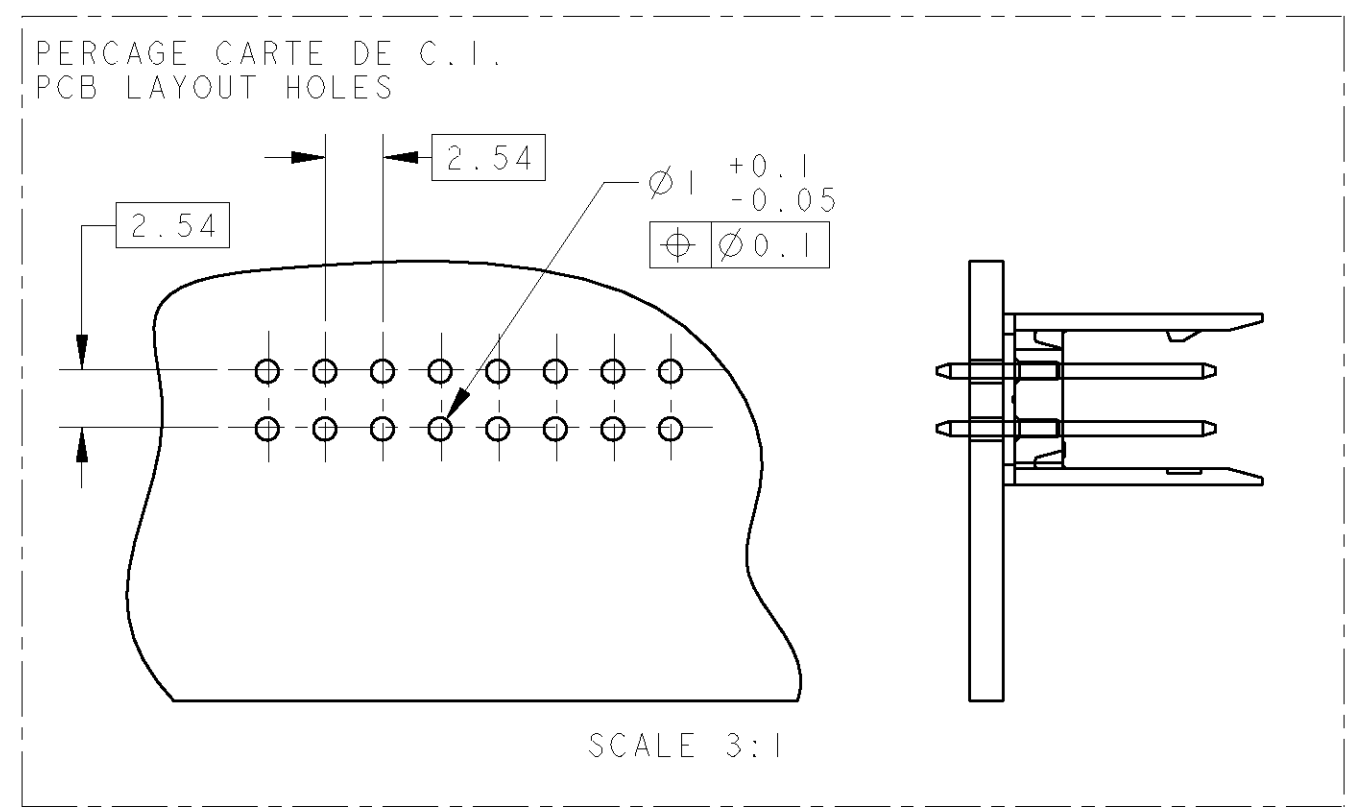 PERCAGE CARTE DE C.I.
PCB LAYOUT HOLES
2.54
2.54
Ø1 +0.1
-0.05
⌖ Ø0.1
SCALE 3:1